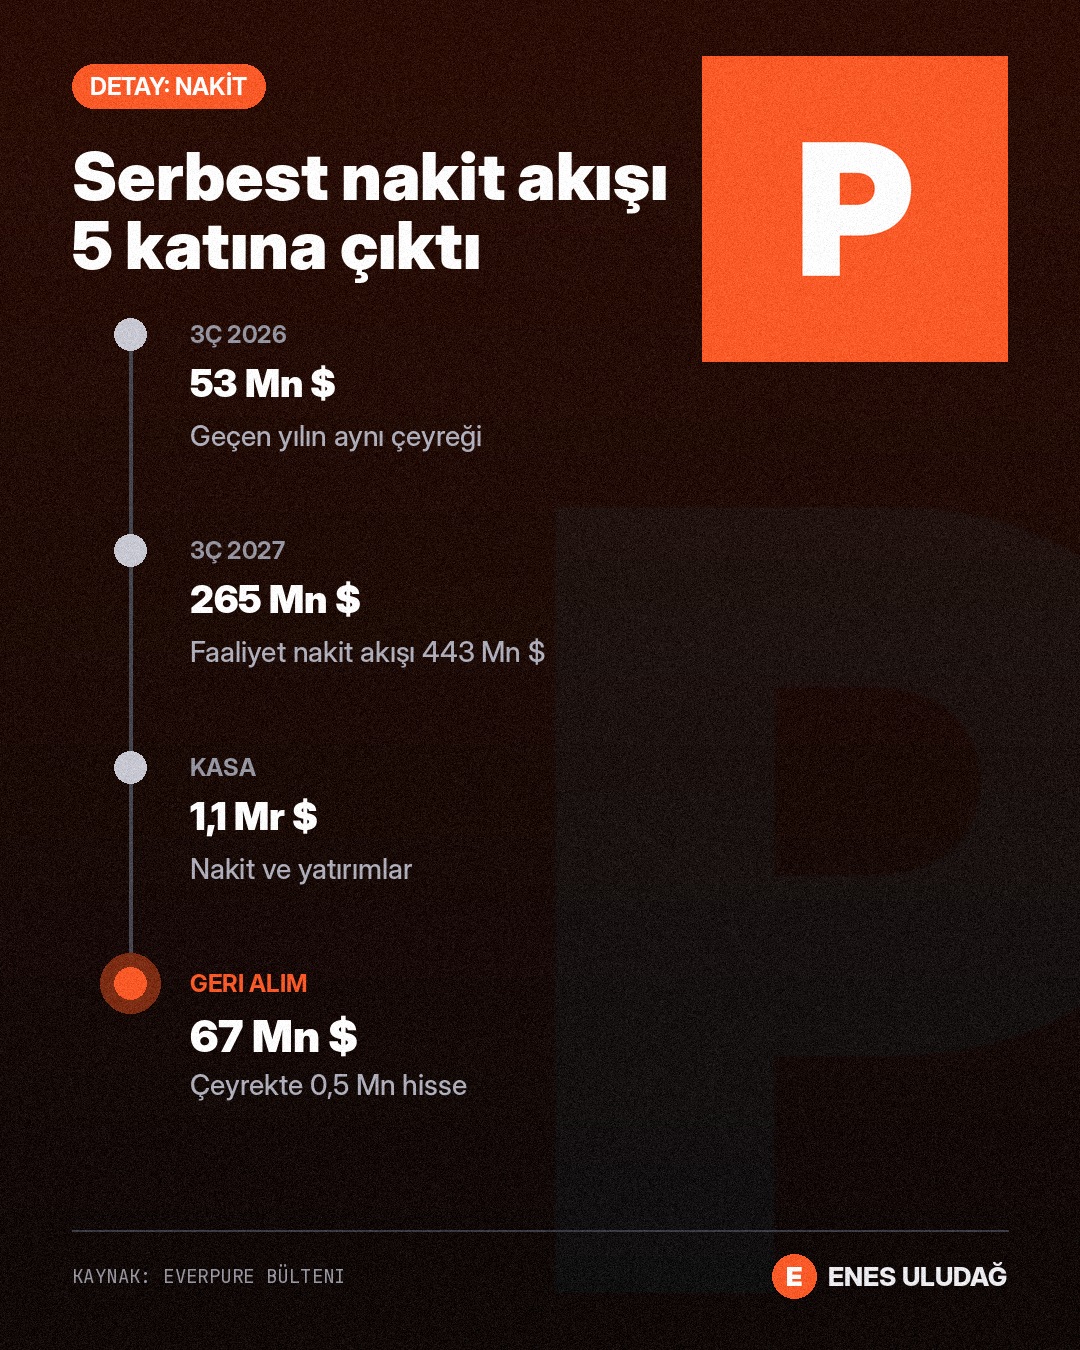 DETAY: NAKİT
Serbest nakit akışı
5 katına çıktı
P
3Ç 2026
53 Mn $
Geçen yılın aynı çeyreği
3Ç 2027
265 Mn $
Faaliyet nakit akışı 443 Mn $
KASA
1,1 Mr $
Nakit ve yatırımlar
GERI ALIM
67 Mn $
Çeyrekte 0,5 Mn hisse
KAYNAK: EVERPURE BÜLTENI
E ENES ULUDAĞ